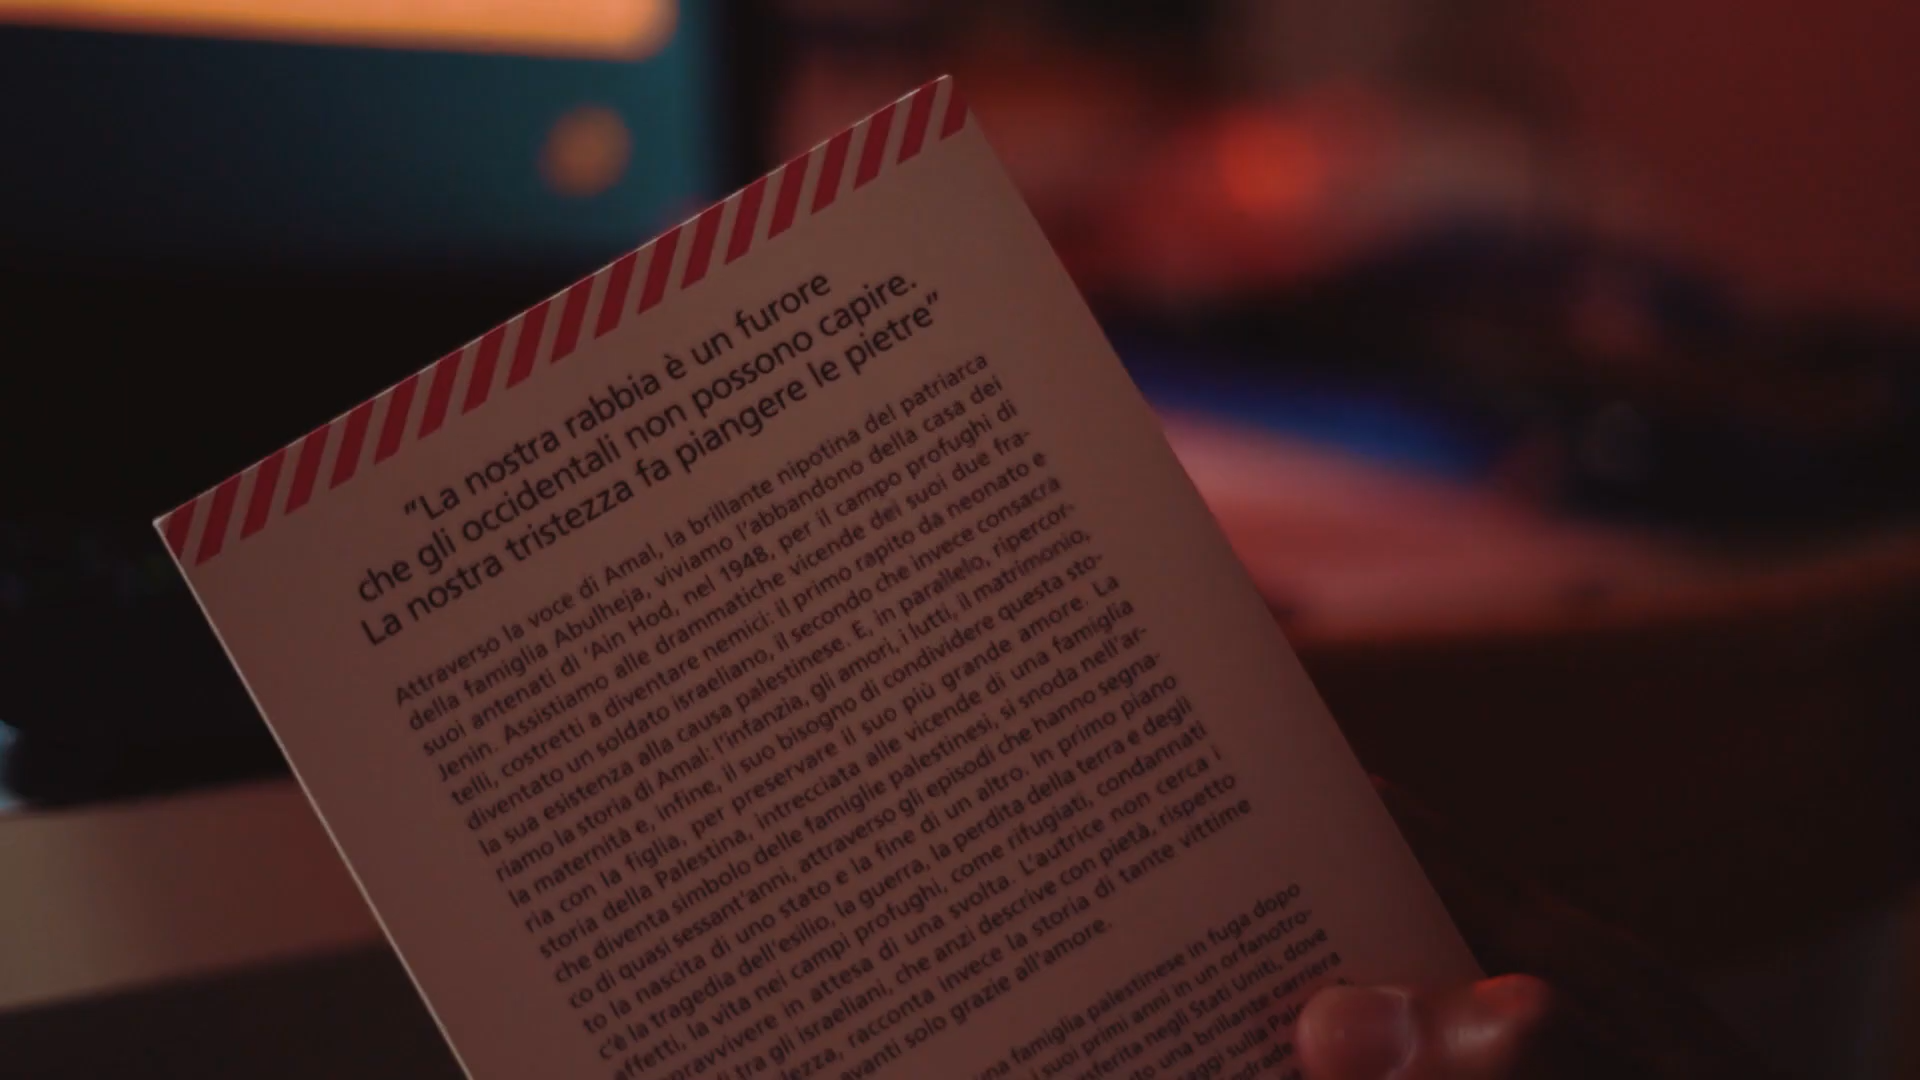 “La nostra rabbia è un furore
che gli occidentali non possono capire.
La nostra tristezza fa piangere le pietre”
Attraverso la voce di Amal, la brillante nipotina del patriarca
della famiglia Abulheja, viviamo l'abbandono della casa dei
suoi antenati di 'Ain Hod, nel 1948, per il campo profughi di
Jenin. Assistiamo alle drammatiche vicende dei suoi due fra-
telli, costretti a diventare nemici: il primo rapito da neonato e
diventato un soldato israeliano, il secondo che invece consacra
la sua esistenza alla causa palestinese. E, in parallelo, ripercor-
riamo la storia di Amal: l'infanzia, gli amori, i lutti, il matrimonio,
la maternità e, infine, il suo bisogno di condividere questa sto-
ria con la figlia, per preservare il suo più grande amore. La
storia della Palestina, intrecciata alle vicende di una famiglia
che diventa simbolo delle famiglie palestinesi, si snoda nell'ar-
co di quasi sessant'anni, attraverso gli episodi che hanno segna-
to la nascita di uno stato e la fine di un altro. In primo piano
c'è la tragedia dell'esilio, la guerra, la perdita della terra e degli
affetti, la vita nei campi profughi, come rifugiati, condannati
pravvivere in attesa di una svolta. L'autrice non cerca i
li tra gli israeliani, che anzi descrive con pietà, rispetto
lezza, racconta invece la storia di tante vittime
avanti solo grazie all'amore.
una famiglia palestinese in fuga dopo
i suoi primi anni in un orfanotro-
sferita negli Stati Uniti, dove
to una brillante carriera
aggi sulla Pale